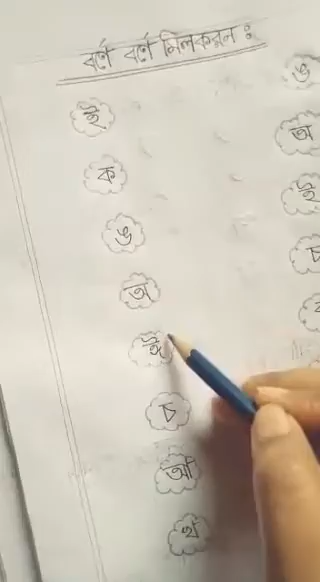 বর্ণে বর্ণে মিলকরন :
ই
ক
ঙ
অ
ঈ
চ
আ
খ
ঙ
অ
ই